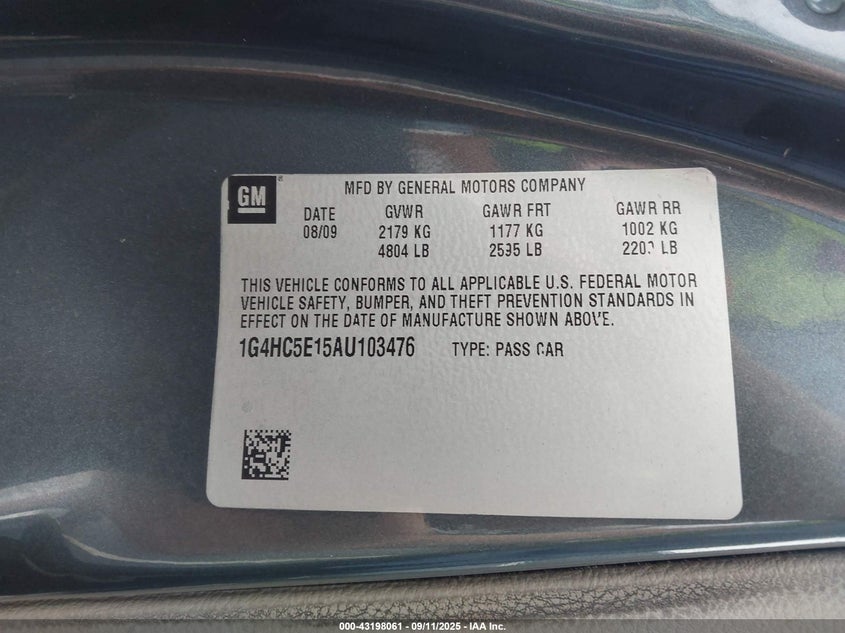 GM
MFD BY GENERAL MOTORS COMPANY
DATE GVWR GAWR FRT GAWR RR
08/09 2179 KG 1177 KG 1002 KG
4804 LB 2595 LB LB
THIS VEHICLE CONFORMS TO ALL APPLICABLE U.S. FEDERAL MOTOR
VEHICLE SAFETY, BUMPER, AND THEFT PREVENTION STANDARDS IN
EFFECT ON THE DATE OF MANUFACTURE SHOWN ABOVE.
1G4HC5E15AU103476 TYPE: PASS CAR
000-43198061 - 09/11/2025 - IAA Inc.